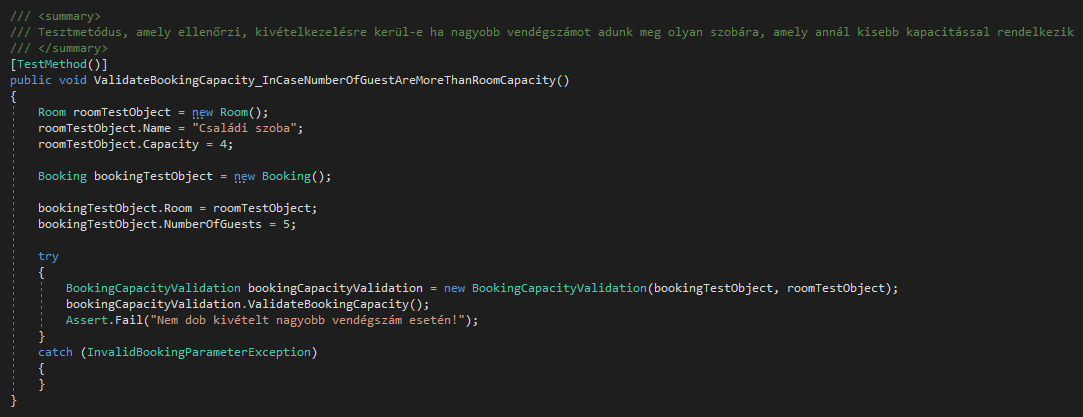 /// <summary>
/// Tesztmetódus, amely ellenőrzi, kivételkezelésre kerül-e ha nagyobb vendégszámot adunk meg olyan szobára, amely annál kisebb kapacitással rendelkezik
/// </summary>
[TestMethod()]
public void ValidateBookingCapacity_InCaseNumberOfGuestAreMoreThanRoomCapacity()
{
    Room roomTestObject = new Room();
    roomTestObject.Name = "Családi szoba";
    roomTestObject.Capacity = 4;

    Booking bookingTestObject = new Booking();

    bookingTestObject.Room = roomTestObject;
    bookingTestObject.NumberOfGuests = 5;

    try
    {
        BookingCapacityValidation bookingCapacityValidation = new BookingCapacityValidation(bookingTestObject, roomTestObject);
        bookingCapacityValidation.ValidateBookingCapacity();
        Assert.Fail("Nem dob kivételt nagyobb vendégszám esetén!");
    }
    catch (InvalidBookingParameterException)
    {
    }
}